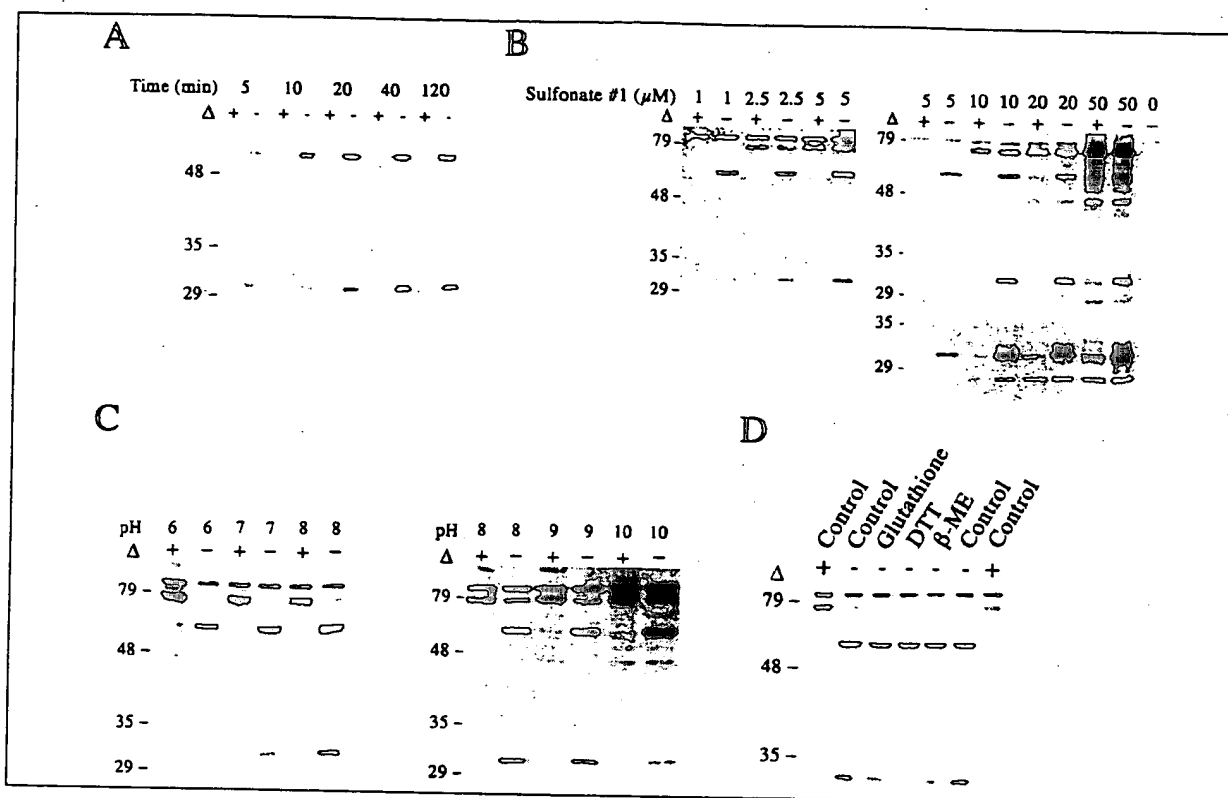 A
Time (min) 5 10 20 40 120
Δ + - + - + - + - + -
48 –
35 –
29 –
B
Sulfonate #1 (µM) 1 1 2.5 2.5 5 5
Δ + – + – + –
79 –
48 –
35 –
29 –
5 5 10 10 20 20 50 50 0
+ – + – + – + – –
79 –
48 –
35 –
29 –
35 –
29 –
C
pH 6 6 7 7 8 8
Δ + – + – + –
79 –
48 –
35 –
29 –
pH 8 8 9 9 10 10
Δ + – + – + –
79 –
48 –
35 –
29 –
D
Control Control Glutathione DTT β-ME Control Control
Δ + - - - - - +
79 –
48 –
35 –